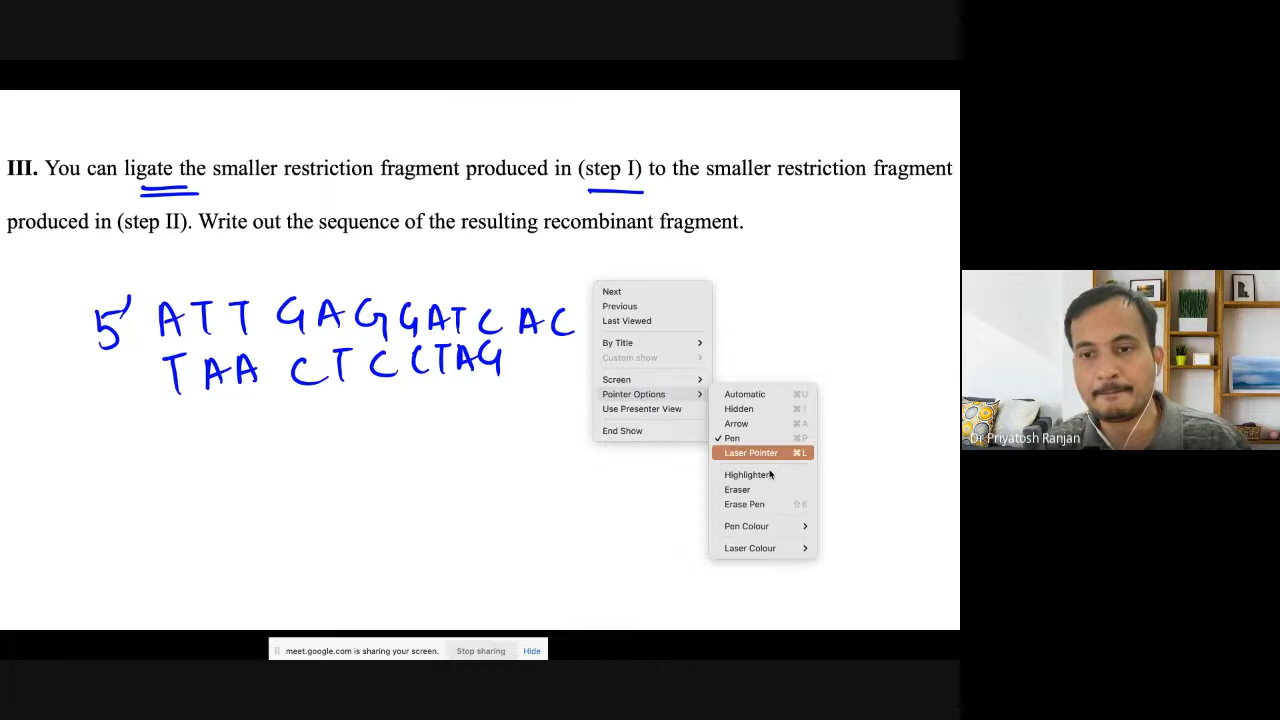 III. You can ligate the smaller restriction fragment produced in (step I) to the smaller restriction fragment
produced in (step II). Write out the sequence of the resulting recombinant fragment.
5' ATT GAGGATCAC
TAA CTCCTAG
Next
Previous
Last Viewed
By Title
Custom show
Screen
Pointer Options
Use Presenter View
End Show
Automatic ⌘U
Hidden ⌘I
Arrow ⌘A
✓ Pen ⌘P
Laser Pointer ⌘L
Highlighter
Eraser
Erase Pen ⇧E
Pen Colour
Laser Colour
Dr Priyatosh Ranjan
meet.google.com is sharing your screen. Stop sharing Hide